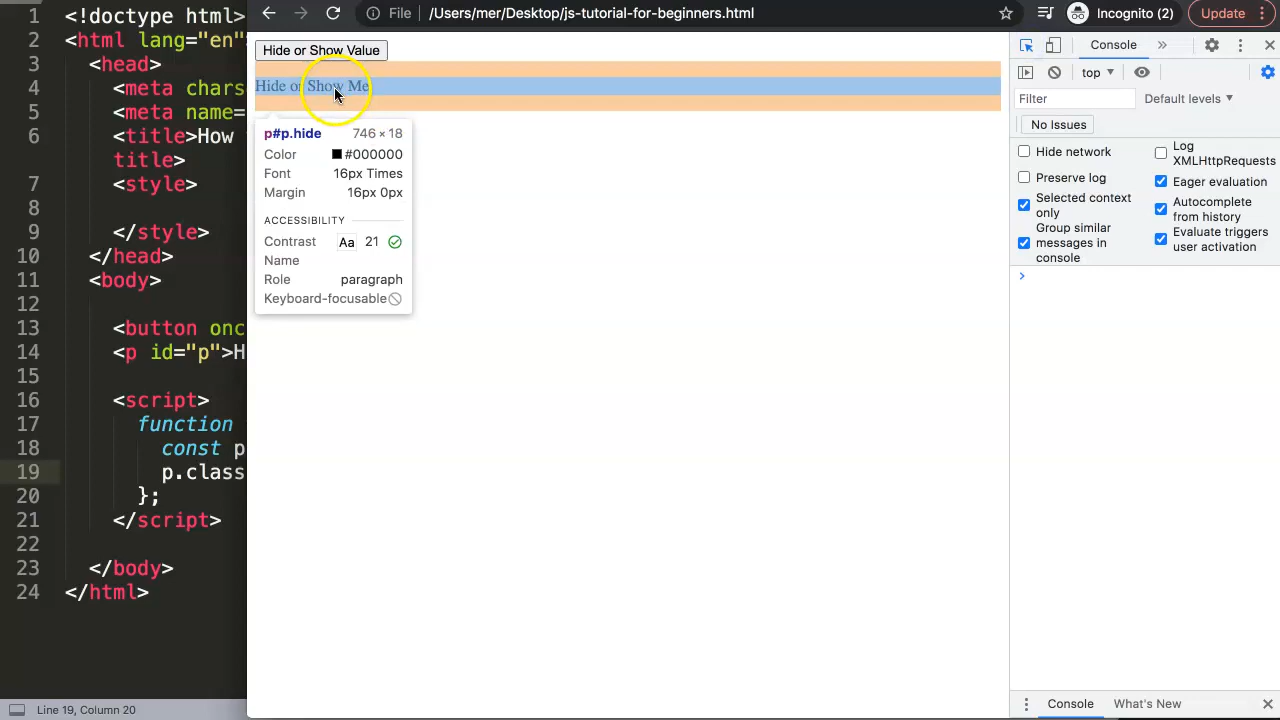 1 <!doctype html>
2 <html lang="en"
3 <head>
4 <meta chars
5 <meta name=
6 <title>How
title>
7 <style>
8
9 </style>
10 </head>
11 <body>
12
13 <button onc
14 <p id="p">H
15
16 <script>
17 function
18 const p
19 p.class
20 };
21 </script>
22
23 </body>
24 </html>
Line 19, Column 20
File /Users/mer/Desktop/js-tutorial-for-beginners.html
Incognito (2)
Update
Hide or Show Value
Hide or Show Me
p#p.hide 746 × 18
Color #000000
Font 16px Times
Margin 16px 0px
ACCESSIBILITY
Contrast Aa 21
Name
Role paragraph
Keyboard-focusable
Console
top
Filter
Default levels
No Issues
Hide network
Preserve log
Selected context
only
Group similar
messages in
console
Log
XMLHttpRequests
Eager evaluation
Autocomplete
from history
Evaluate triggers
user activation
Console What's New